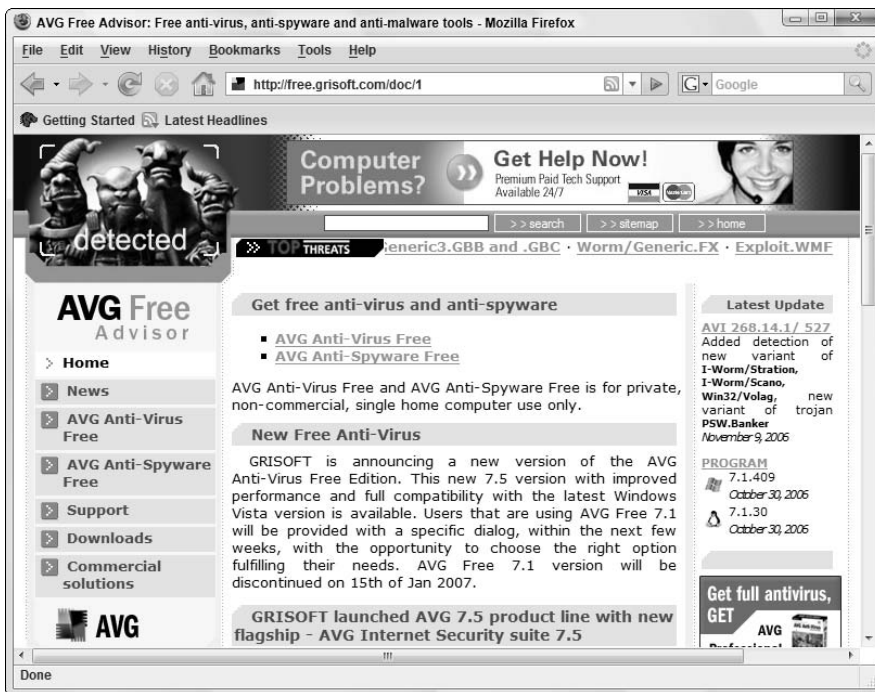 AVG Free Advisor: Free anti-virus, anti-spyware and anti-malware tools - Mozilla Firefox
File Edit View History Bookmarks Tools Help
http://free.grisoft.com/doc/1
G Google
Getting Started Latest Headlines
detected
Computer Problems?
Get Help Now!
Premium Paid Tech Support
Available 24/7
VISA
>>search >>sitemap >>home
>> TOP THREATS
eneric3.GBB and .GBC · Worm/Generic.FX · Exploit.WMF
AVG Free
Advisor
> Home
News
AVG Anti-Virus
Free
AVG Anti-Spyware
Free
Support
Downloads
Commercial
solutions
AVG
Get free anti-virus and anti-spyware
AVG Anti-Virus Free
AVG Anti-Spyware Free
AVG Anti-Virus Free and AVG Anti-Spyware Free is for private,
non-commercial, single home computer use only.
New Free Anti-Virus
GRISOFT is announcing a new version of the AVG
Anti-Virus Free Edition. This new 7.5 version with improved
performance and full compatibility with the latest Windows
Vista version is available. Users that are using AVG Free 7.1
will be provided with a specific dialog, within the next few
weeks, with the opportunity to choose the right option
fulfilling their needs. AVG Free 7.1 version will be
discontinued on 15th of Jan 2007.
GRISOFT launched AVG 7.5 product line with new
flagship - AVG Internet Security suite 7.5
Latest Update
AVI 268.14.1/ 527
Added detection of
new variant of
I-Worm/Stration,
I-Worm/Scano,
Win32/Volag, new
variant of trojan
PSW.Banker
November 9, 2006
PROGRAM
7.1.409
October 30, 2006
7.1.30
October 30, 2006
Get full antivirus,
GET
AVG
Done